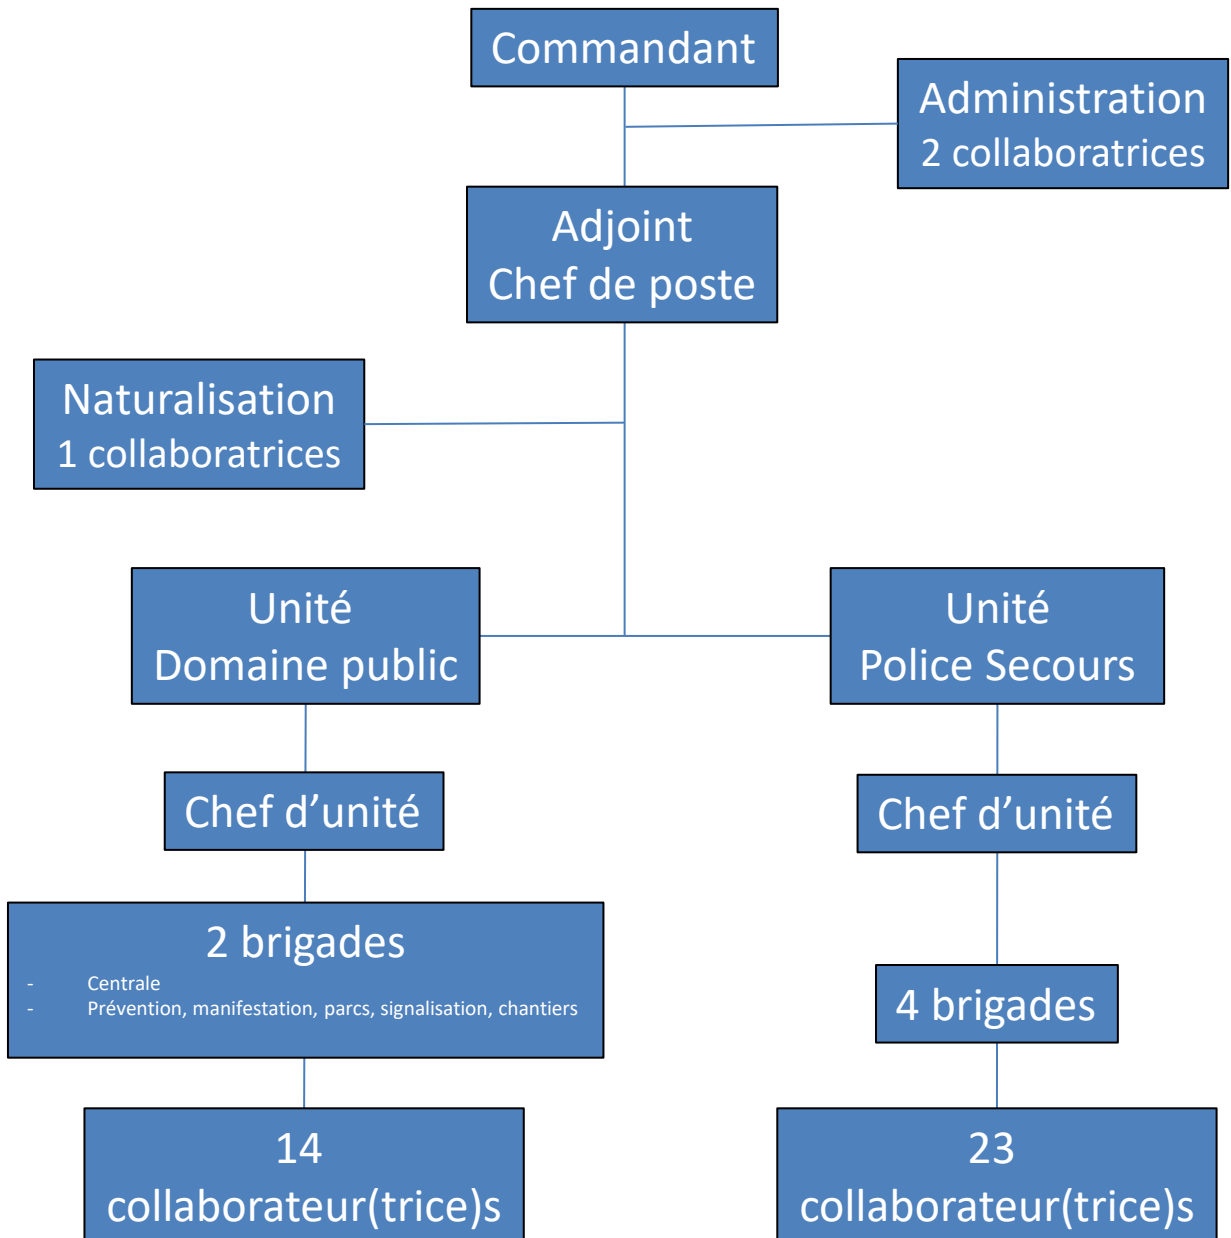 Commandant
Administration
2 collaboratrices
Adjoint
Chef de poste
Naturalisation
1 collaboratrices
Unité
Domaine public
Unité
Police Secours
Chef d’unité
Chef d’unité
2 brigades
- Centrale
- Prévention, manifestation, parcs, signalisation, chantiers
4 brigades
14
collaborateur(trice)s
23
collaborateur(trice)s